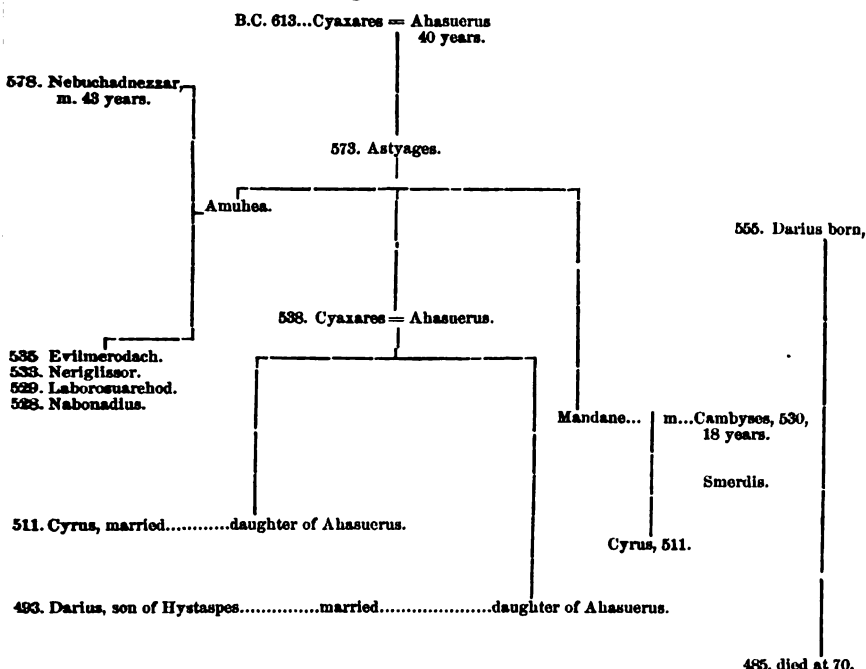 B.C. 613...Cyaxares = Ahasuerus
40 years.
578. Nebuchadnezzar,
m. 43 years.
573. Astyages.
Amuhea.
555. Darius born,
538. Cyaxares = Ahasuerus.
535 Evilmerodach.
533. Neriglissor.
529. Laborosuarehod.
528. Nabonadius.
Mandane... m...Cambyses, 530,
18 years.
Smerdis.
511. Cyrus, married............daughter of Ahasuerus.
Cyrus, 511.
493. Darius, son of Hystaspes...............married.....................daughter of Ahasuerus.
485, died at 70.